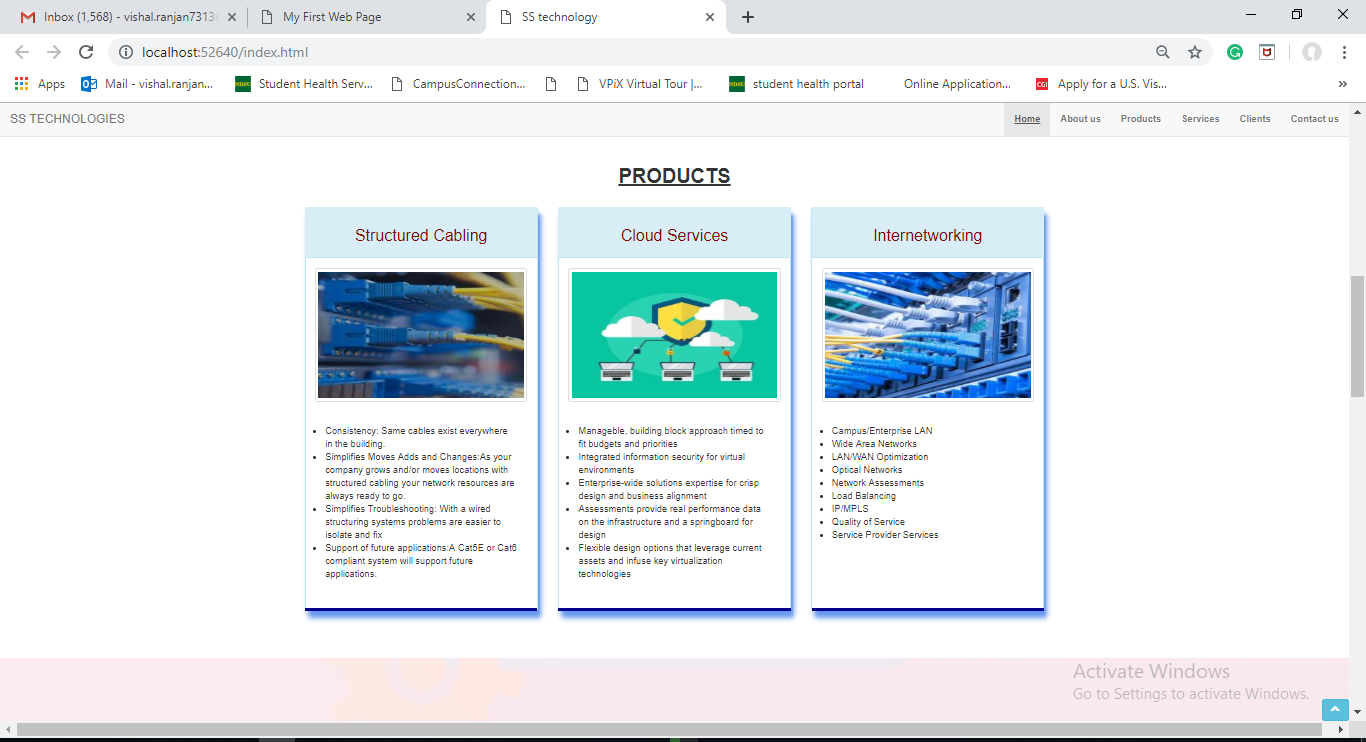 Inbox (1,568) - vishal.ranjan7313
My First Web Page
SS technology
localhost:52640/index.html
Apps
Mail - vishal.ranjan...
NDSU
Student Health Serv...
CampusConnection...
VPiX Virtual Tour |...
NDSU
student health portal
Online Application...
CGI
Apply for a U.S. Vis...
»
SS TECHNOLOGIES
Home
About us
Products
Services
Clients
Contact us
PRODUCTS
Structured Cabling
Consistency: Same cables exist everywhere
in the building.
Simplifies Moves Adds and Changes:As your
company grows and/or moves locations with
structured cabling your network resources are
always ready to go.
Simplifies Troubleshooting: With a wired
structuring systems problems are easier to
isolate and fix
Support of future applications:A Cat5E or Cat6
compliant system will support future
applications.
Cloud Services
Manageble, building block approach timed to
fit budgets and priorities
Integrated information security for virtual
environments
Enterprise-wide solutions expertise for crisp
design and business alignment
Assessments provide real performance data
on the infrastructure and a springboard for
design
Flexible design options that leverage current
assets and infuse key virtualization
technologies
Internetworking
Campus/Enterprise LAN
Wide Area Networks
LAN/WAN Optimization
Optical Networks
Network Assessments
Load Balancing
IP/MPLS
Quality of Service
Service Provider Services
Activate Windows
Go to Settings to activate Windows.